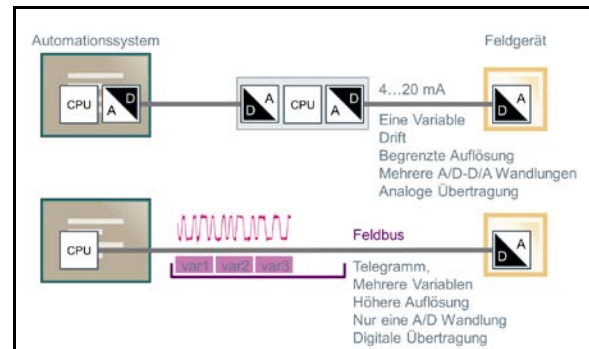 Automationssystem
Feldgerät
CPU
A
D
D
A
CPU
A
D
4...20 mA
D
A
Eine Variable
Drift
Begrenzte Auflösung
Mehrere A/D-D/A Wandlungen
Analoge Übertragung
CPU
var1 var2 var3
Feldbus
D
A
Telegramm,
Mehrere Variablen
Höhere Auflösung
Nur eine A/D Wandlung
Digitale Übertragung